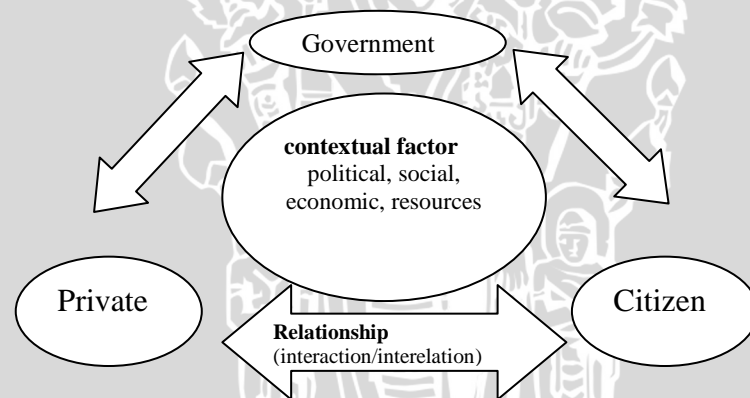 Government
contextual factor
political, social,
economic, resources
Private
Citizen
Relationship
(interaction/interelation)